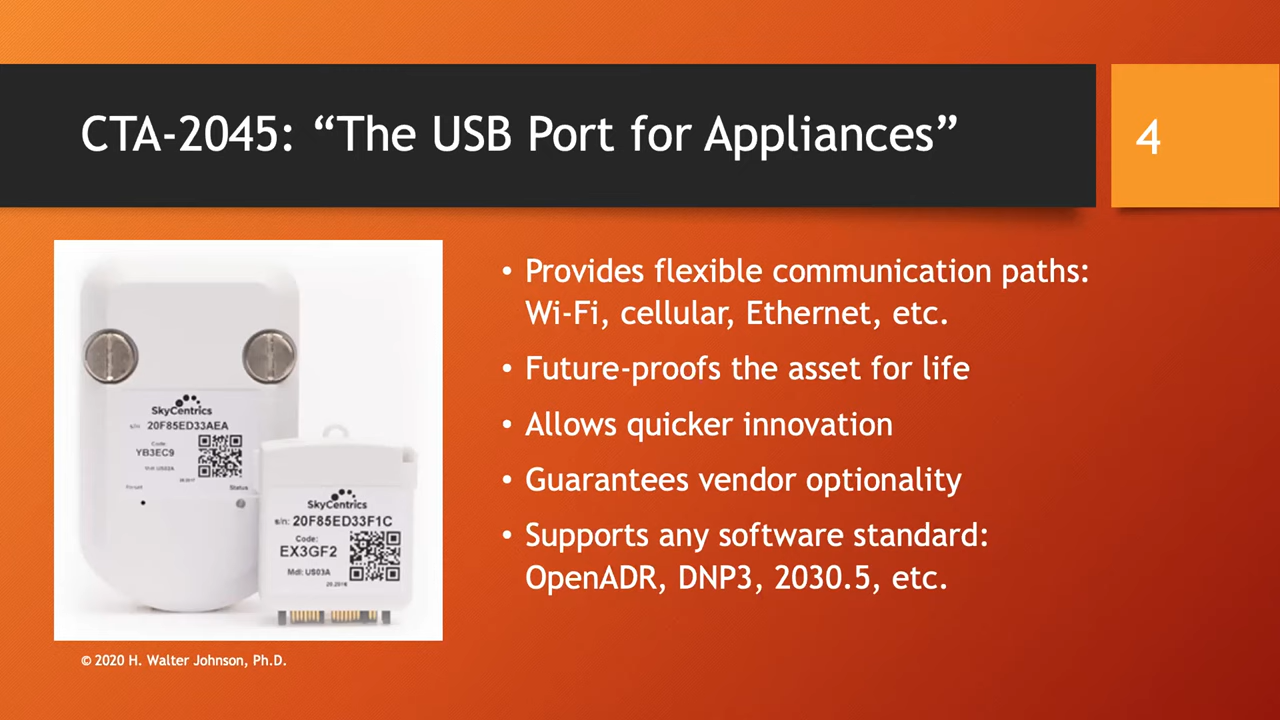 CTA-2045: “The USB Port for Appliances”
4
• Provides flexible communication paths:
Wi-Fi, cellular, Ethernet, etc.
• Future-proofs the asset for life
• Allows quicker innovation
• Guarantees vendor optionality
• Supports any software standard:
OpenADR, DNP3, 2030.5, etc.
SkyCentrics
s/n: 20F85ED33AEA
Code:
YB3EC9
Status
SkyCentrics
s/n: 20F85ED33F1C
Code:
EX3GF2
Mdl: US03A
© 2020 H. Walter Johnson, Ph.D.